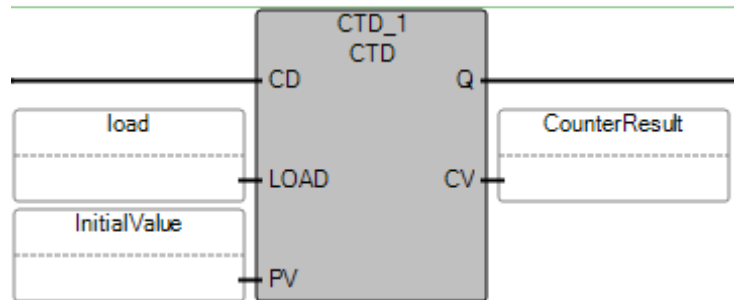 CTD_1
CTD
CD
Q
load
CounterResult
LOAD
CV
InitialValue
PV